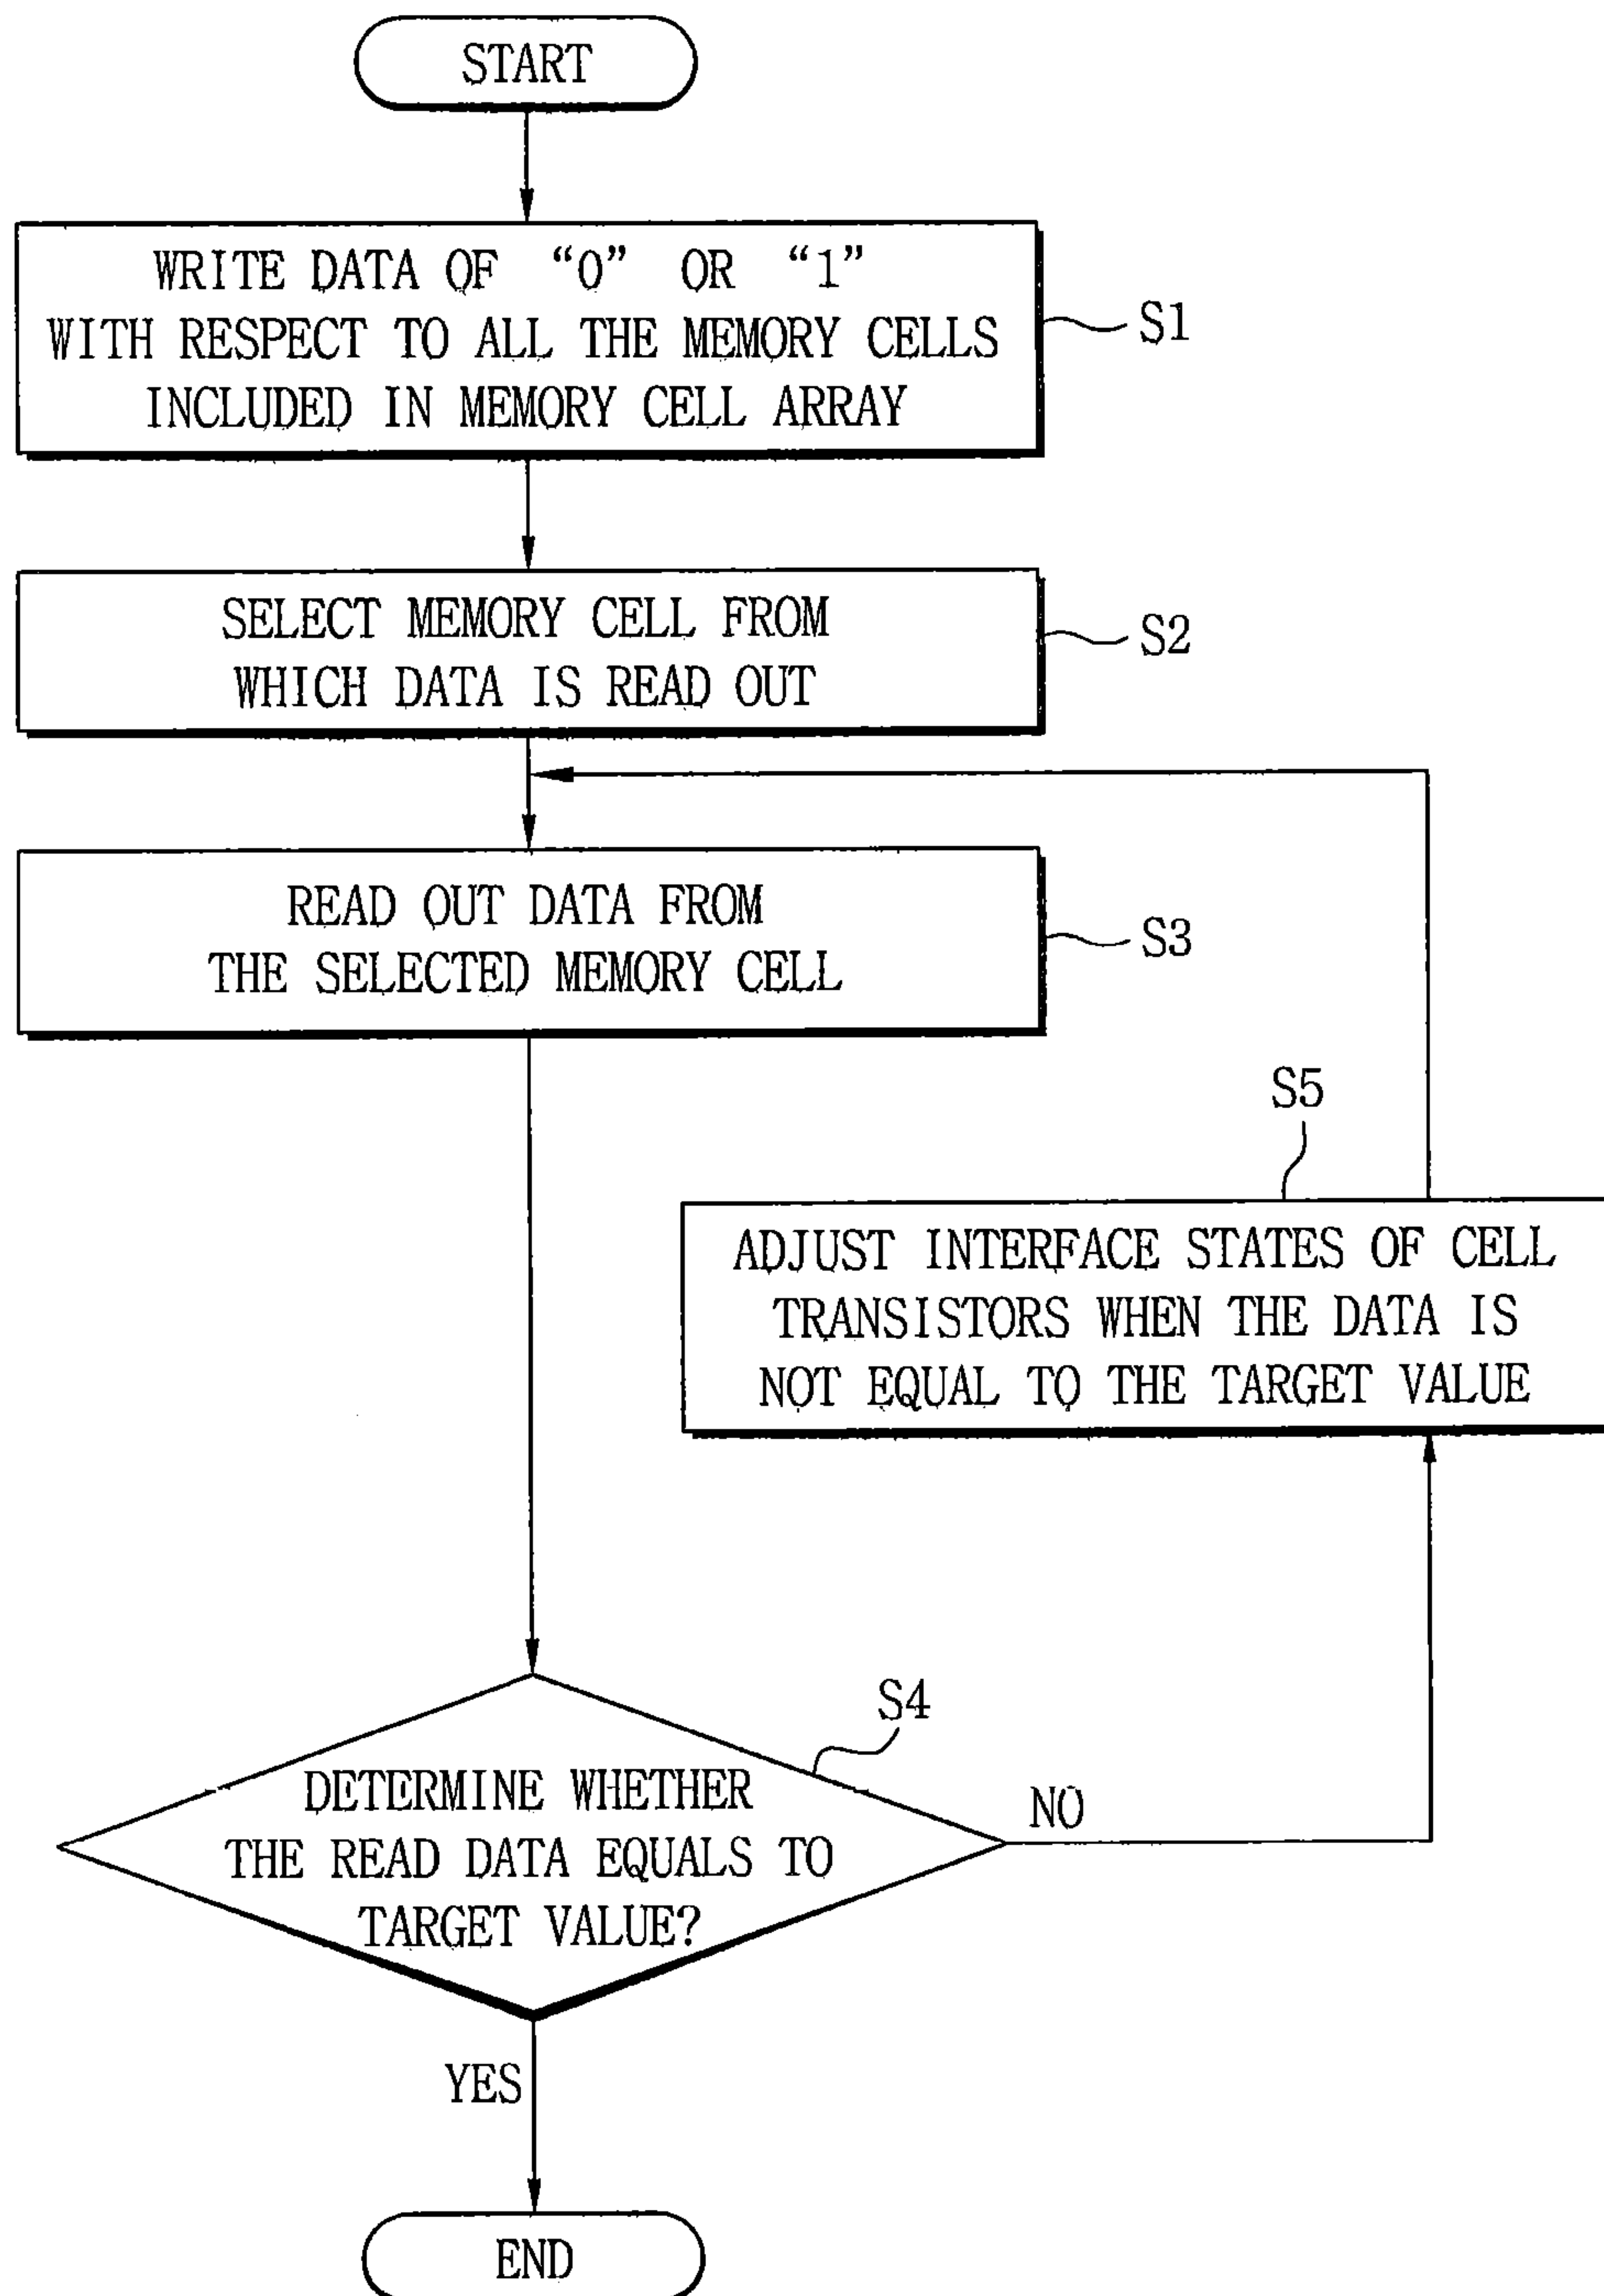 START
WRITE DATA OF “0” OR “1”
WITH RESPECT TO ALL THE MEMORY CELLS
INCLUDED IN MEMORY CELL ARRAY
S1
SELECT MEMORY CELL FROM
WHICH DATA IS READ OUT
S2
READ OUT DATA FROM
THE SELECTED MEMORY CELL
S3
S5
ADJUST INTERFACE STATES OF CELL
TRANSISTORS WHEN THE DATA IS
NOT EQUAL TO THE TARGET VALUE
S4
DETERMINE WHETHER
THE READ DATA EQUALS TO
TARGET VALUE?
NO
YES
END